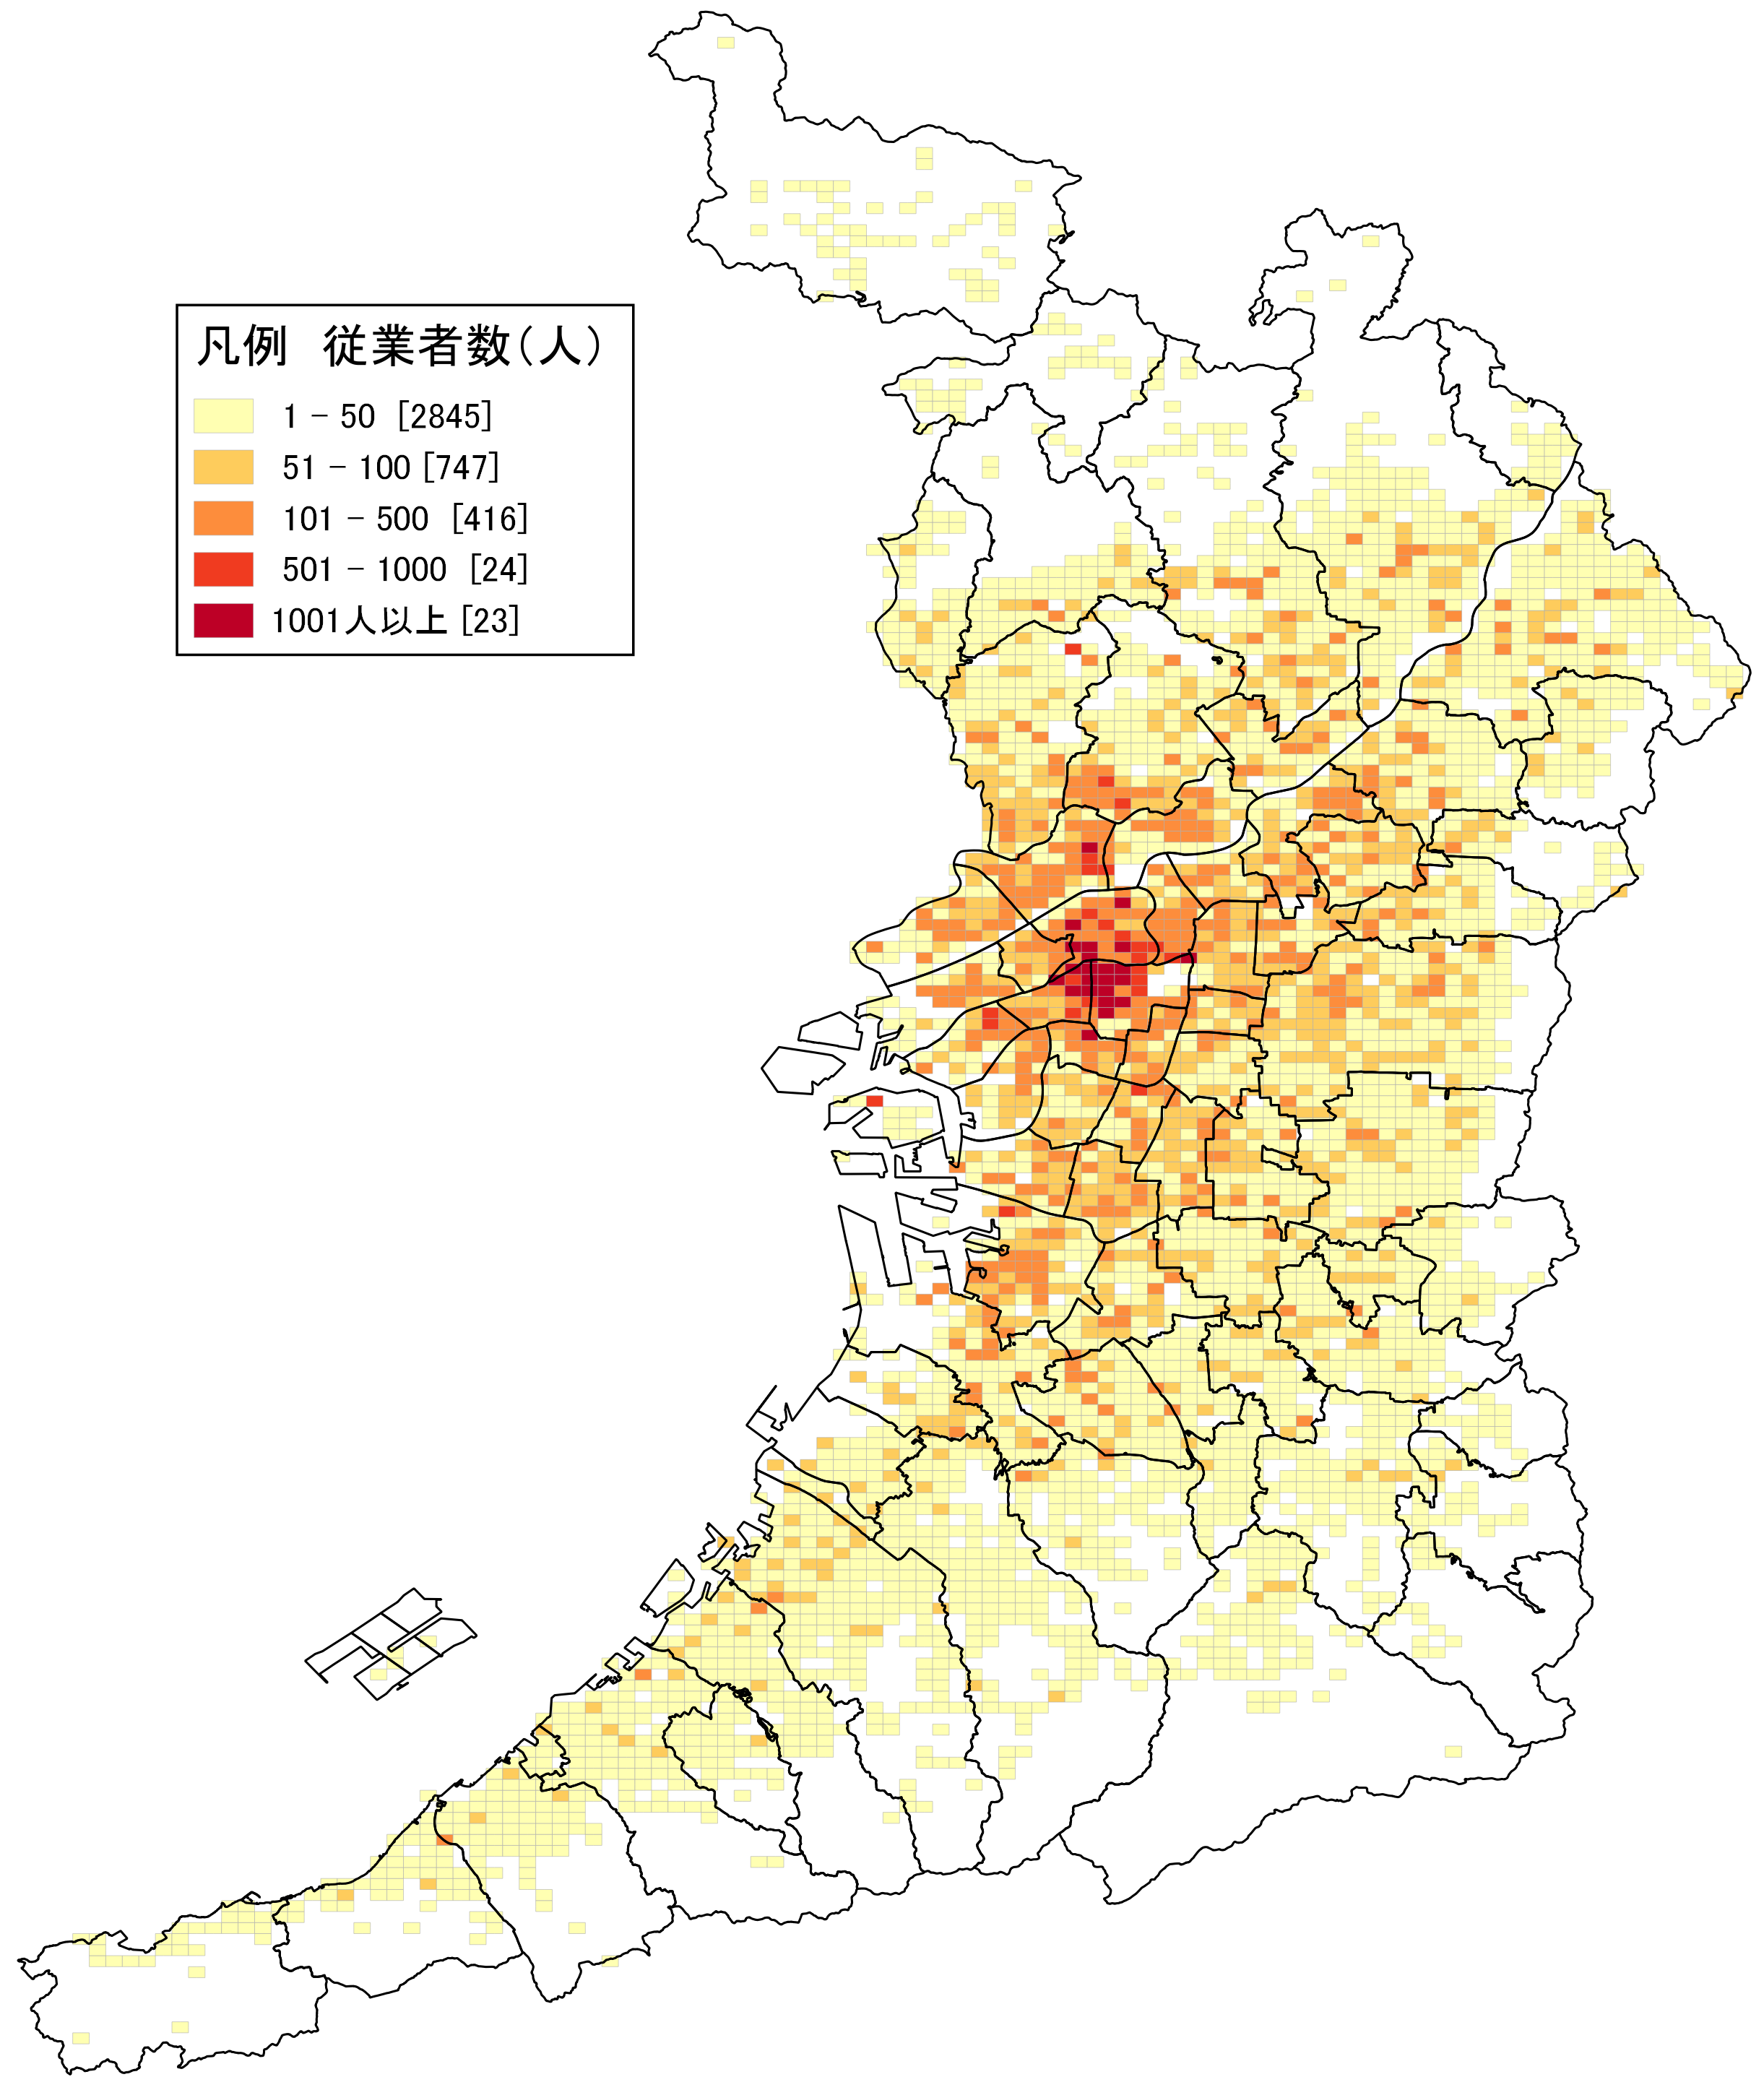 凡例　従業者数（人）
1 – 50 [2845]
51 – 100 [747]
101 – 500 [416]
501 – 1000 [24]
1001人以上 [23]